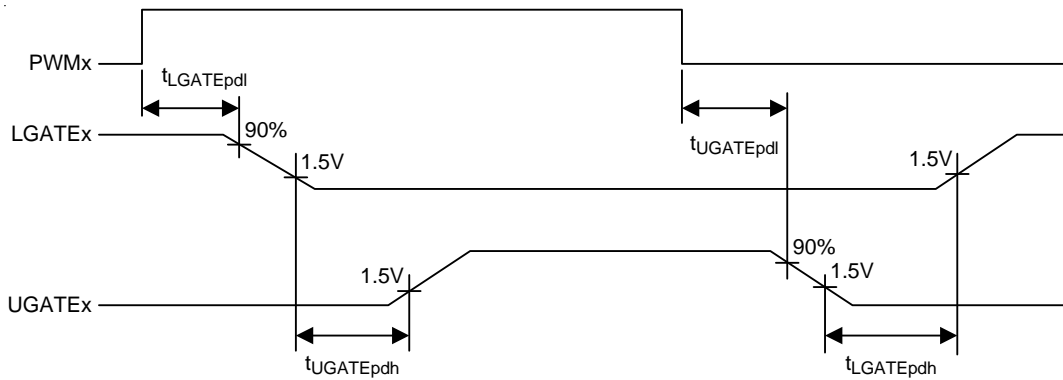 PWMx
tLGATEpdl
LGATEx
90%
1.5V
tUGATEpdl
1.5V
UGATEx
1.5V
90%
1.5V
tUGATEpdh
tLGATEpdh